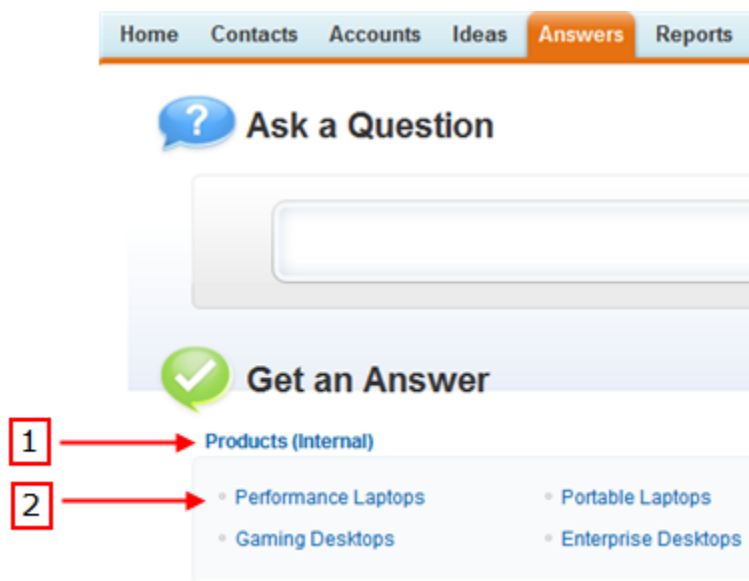 Home Contacts Accounts Ideas Answers Reports
?
Ask a Question
Get an Answer
1
Products (Internal)
2
Performance Laptops Portable Laptops
Gaming Desktops Enterprise Desktops